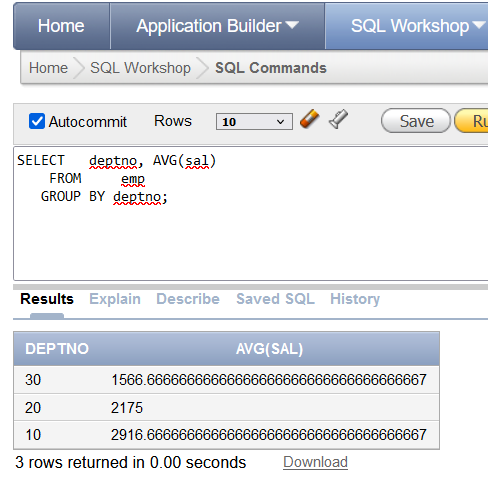 Home Application Builder SQL Workshop
Home SQL Workshop SQL Commands
Autocommit Rows 10 Save Ru
SELECT deptno, AVG(sal)
FROM emp
GROUP BY deptno;
Results Explain Describe Saved SQL History
DEPTNO AVG(SAL)
30 1566.66666666666666666666666666666666667
20 2175
10 2916.66666666666666666666666666666666667
3 rows returned in 0.00 seconds Download